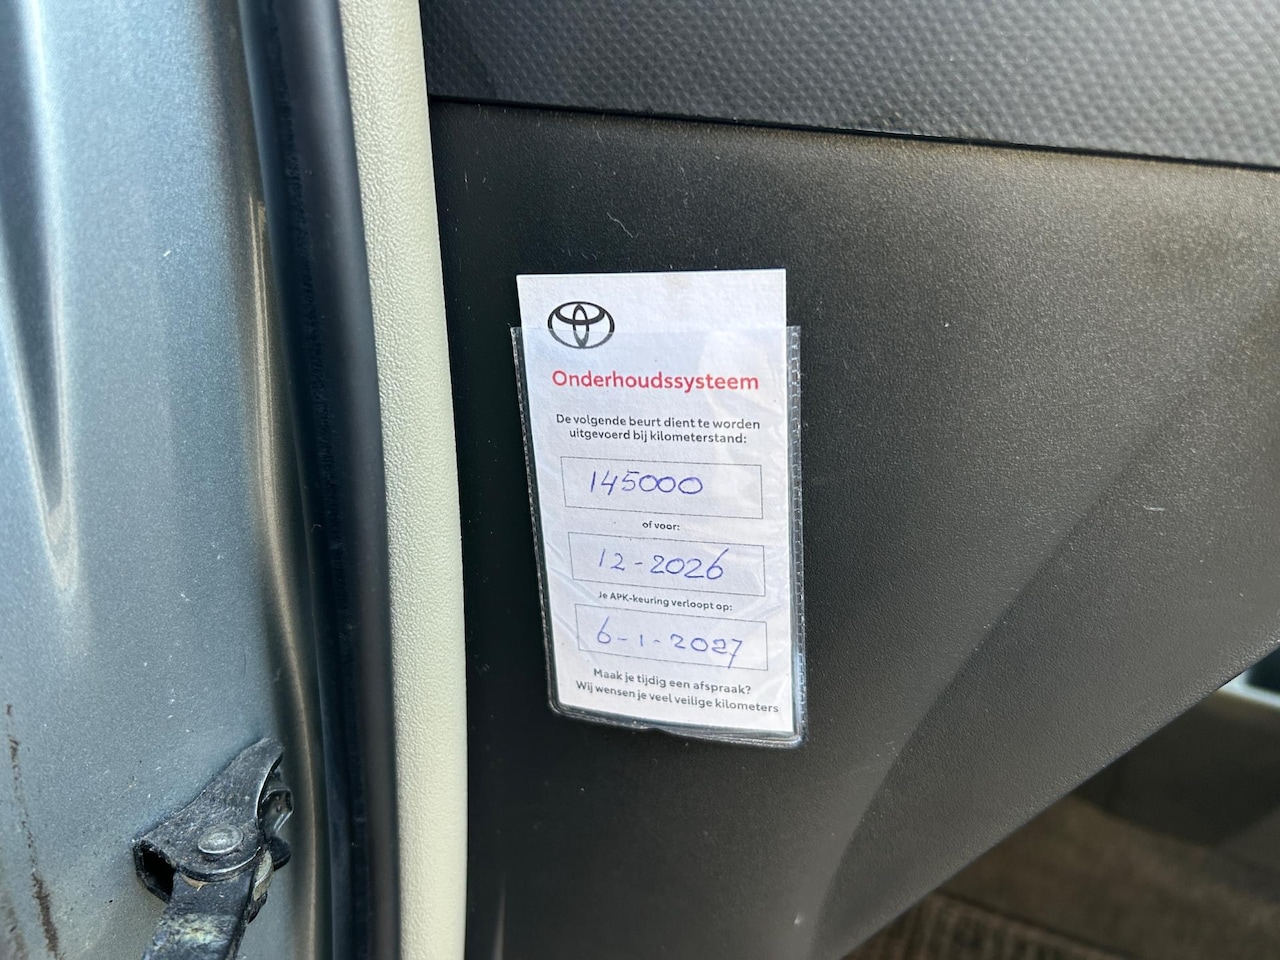 Onderhoudssysteem
De volgende beurt dient te worden
uitgevoerd bij kilometerstand:
145000
of voor:
12-2026
Je APK-keuring verloopt op:
6-1-2027
Maak je tijdig een afspraak?
Wij wensen je veel veilige kilometers